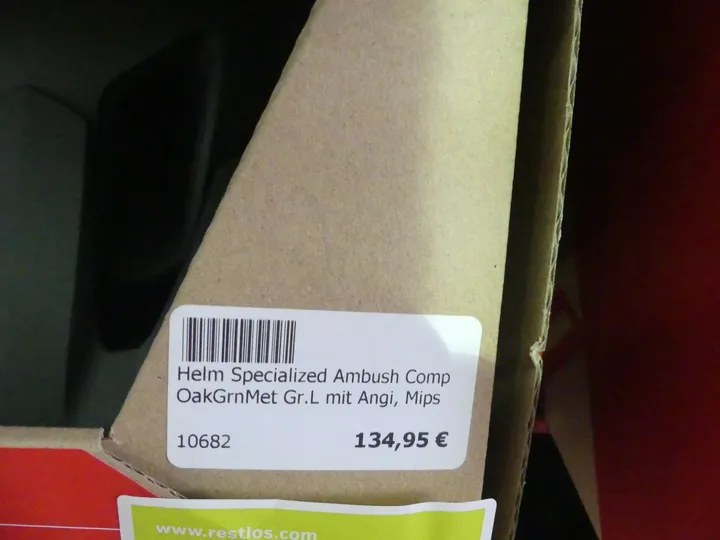 Helm Specialized Ambush Comp
OakGrnMet Gr.L mit Angi, Mips
10682 134,95 €
www.restlos.com